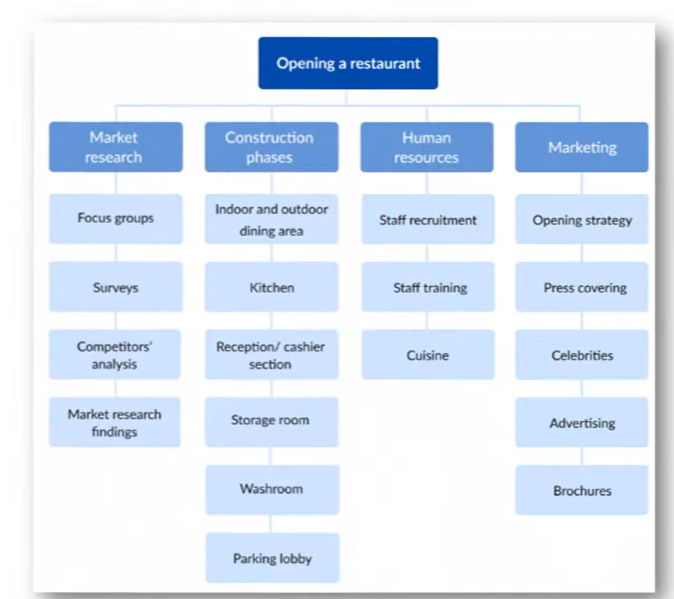 Opening a restaurant
Market
research
Focus groups
Surveys
Competitors'
analysis
Market research
findings
Construction
phases
Indoor and outdoor
dining area
Kitchen
Reception/ cashier
section
Storage room
Washroom
Parking lobby
Human
resources
Staff recruitment
Staff training
Cuisine
Marketing
Opening strategy
Press covering
Celebrities
Advertising
Brochures